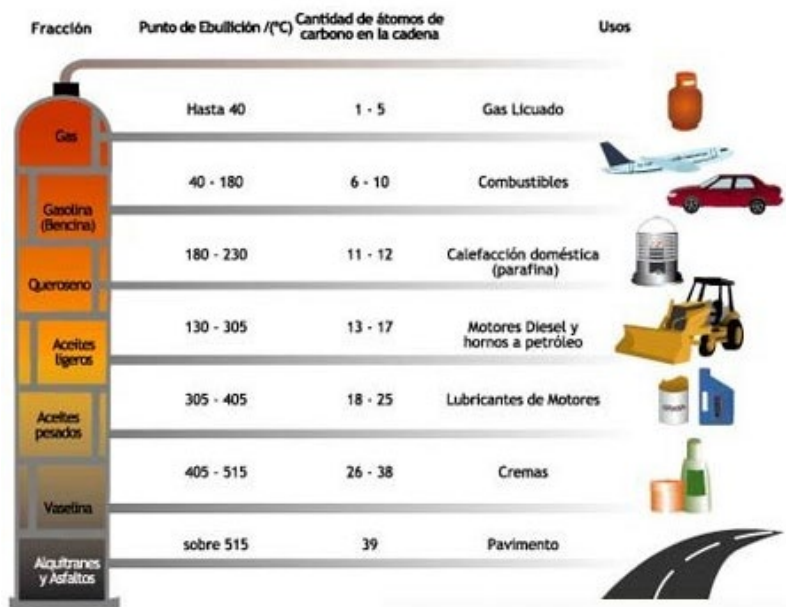 Fracción
Punto de Ebullición /(ºC)
Cantidad de átomos de
carbono en la cadena
Usos
Gas
Hasta 40
1 - 5
Gas Licuado
Gasolina
(Bencina)
40 - 180
6 - 10
Combustibles
Queroseno
180 - 230
11 - 12
Calefacción doméstica
(parafina)
Aceites
ligeros
130 - 305
13 - 17
Motores Diesel y
hornos a petróleo
Aceites
pesados
305 - 405
18 - 25
Lubricantes de Motores
Vaselina
405 - 515
26 - 38
Cremas
Alquitranes
y Asfaltos
sobre 515
39
Pavimento